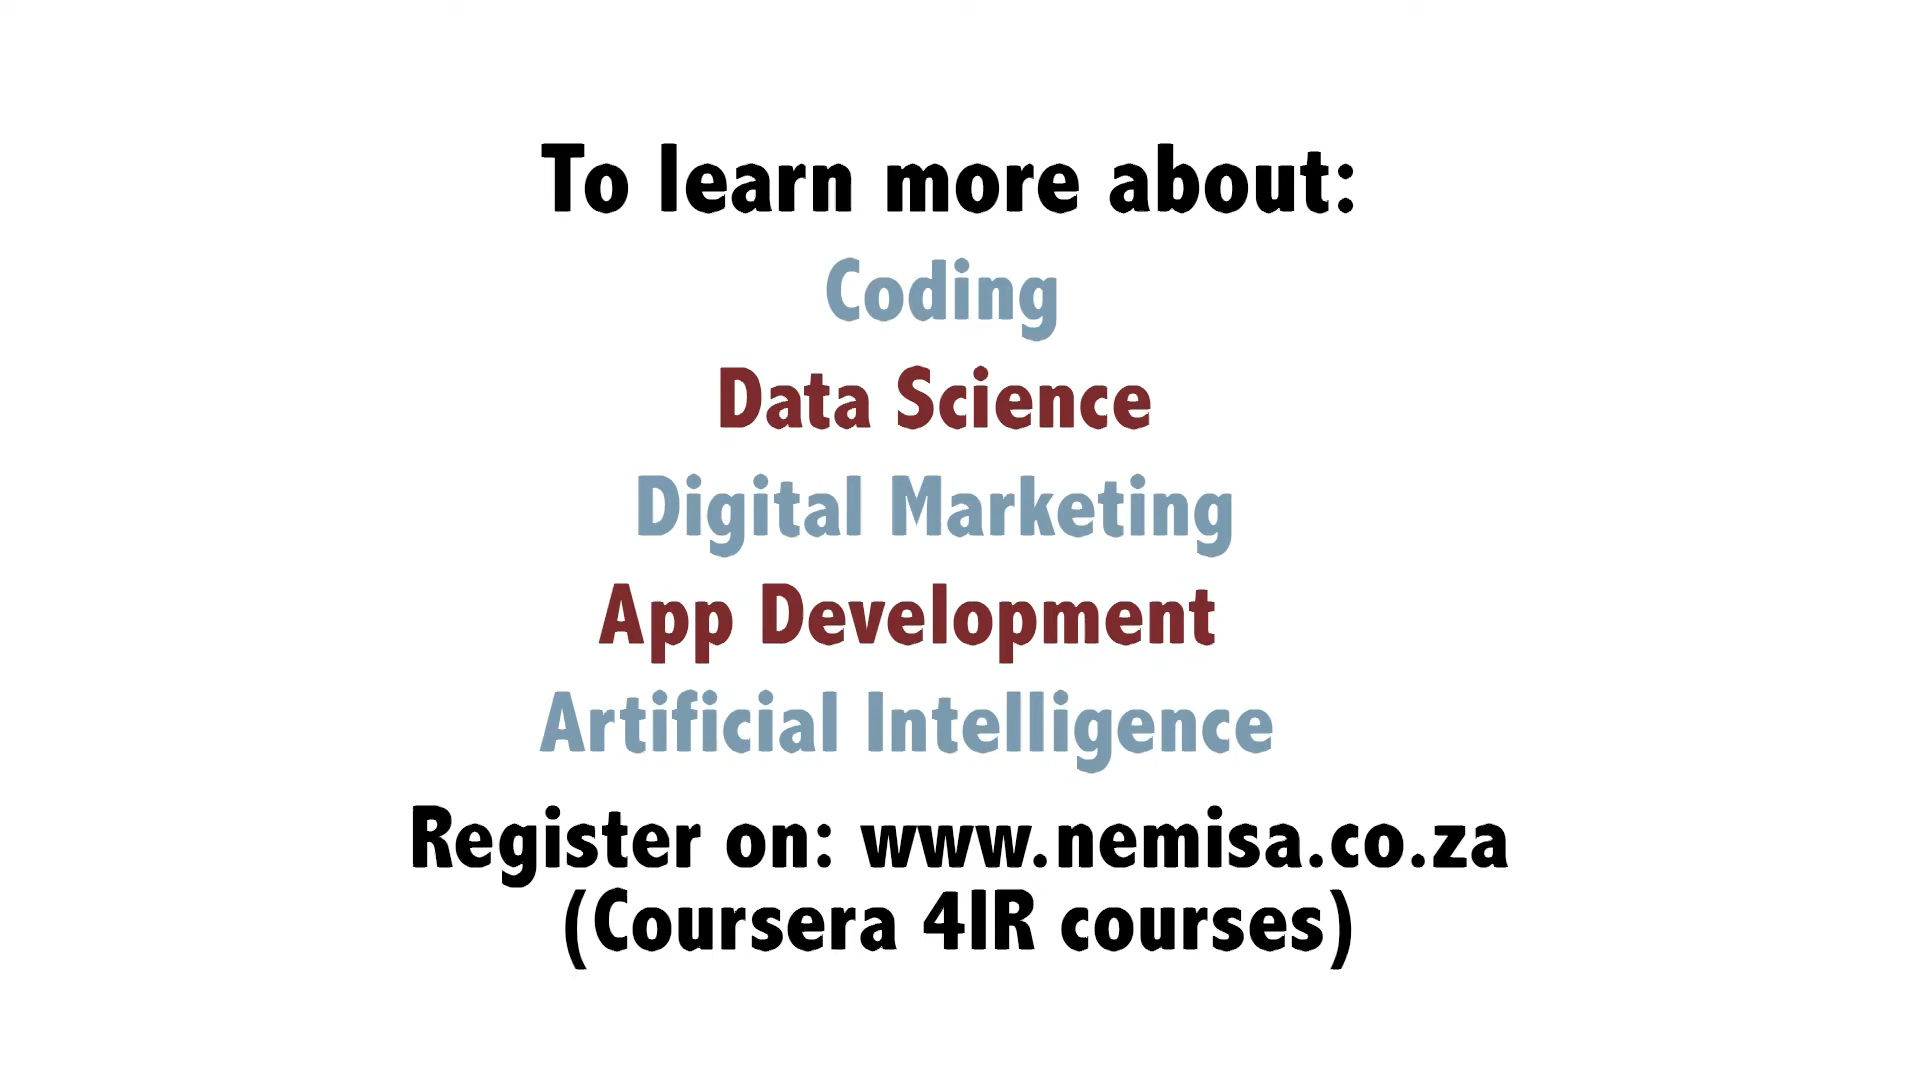 To learn more about:
Coding
Data Science
Digital Marketing
App Development
Artificial Intelligence
Register on: www.nemisa.co.za
(Coursera 4IR courses)